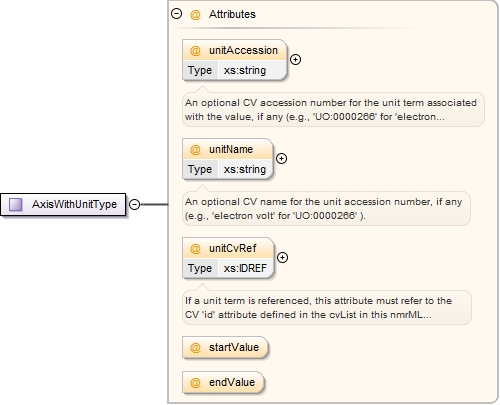 Attributes
@ unitAccession
Type xs:string
An optional CV accession number for the unit term associated
with the value, if any (e.g., 'UO:0000266' for 'electron...
@ unitName
Type xs:string
An optional CV name for the unit accession number, if any
(e.g., 'electron volt' for 'UO:0000266' ).
AxisWithUnitType
@ unitCvRef
Type xs:IDREF
If a unit term is referenced, this attribute must refer to the
CV 'id' attribute defined in the cvList in this nmrML...
@ startValue
@ endValue